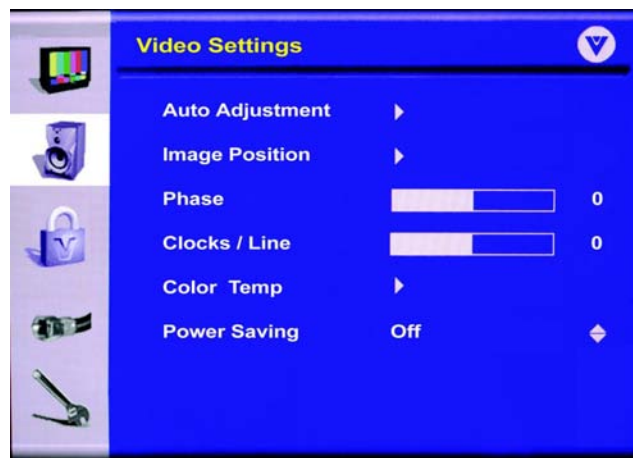 Video Settings
Auto Adjustment
Image Position
Phase 0
Clocks / Line 0
Color Temp
Power Saving Off